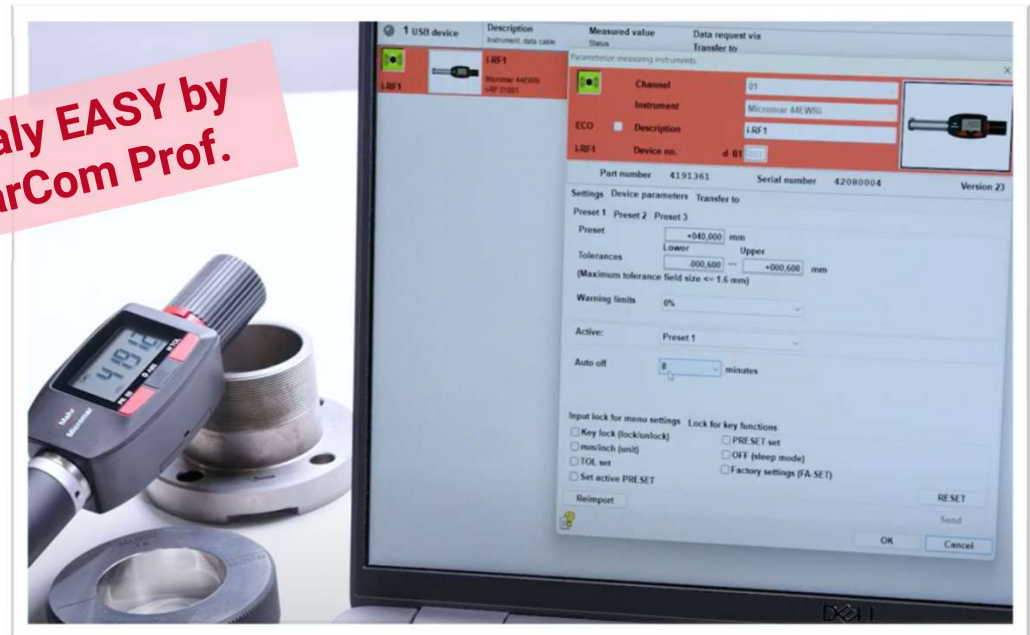 EASY by
Prof.
1 USB device
Description
Instrument, data cable
Measured value
Status
Data request via
Transfer to
i-RF1
i-RF1
Micromar 44EWRi
Parametrize measuring instruments
Channel
01
Instrument
Micromar 44EWRi
ECO
Description
i-RF1
i-RF1
Device no.
Part number 4191361
Serial number 42080004
Version 23
Settings Device parameters Transfer to
Preset 1 Preset 2 Preset 3
Preset
+040,000 mm
Lower
Upper
Tolerances
000,600 --- +000,600 mm
(Maximum tolerance field size <= 1.6 mm)
Warning limits
0%
Active:
Preset 1
Auto off
8
minutes
Input lock for menu settings Lock for key functions
Key lock (lock/unlock)
PRESET set
mm/inch (unit)
OFF (sleep mode)
TOL set
Factory settings (FA-SET)
Set active PRESET
Reimport
RESET
Send
OK
Cancel
Mahr
Micromar
DELL